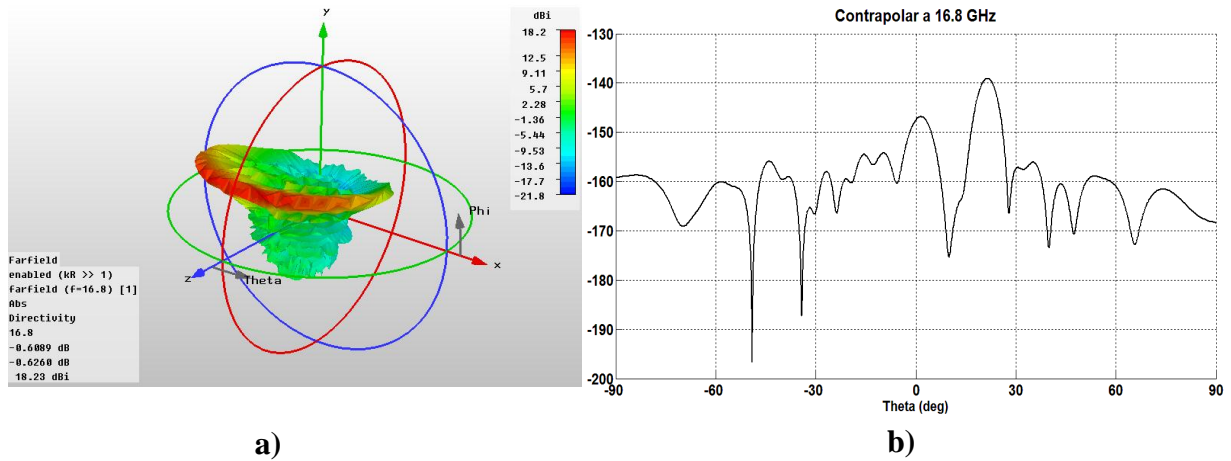 y
dBi
18.2
12.5
9.11
5.7
2.28
-1.36
-5.44
-9.53
-13.6
-17.7
-21.8
Phi
x
z
Theta
Farfield
enabled (kR >> 1)
farfield (f=16.8) [1]
Abs
Directivity
16.8
-0.6089 dB
-0.6260 dB
18.23 dBi
a)
Contrapolar a 16.8 GHz
-130
-140
-150
-160
-170
-180
-190
-200
-90 -60 -30 0 30 60 90
Theta (deg)
b)